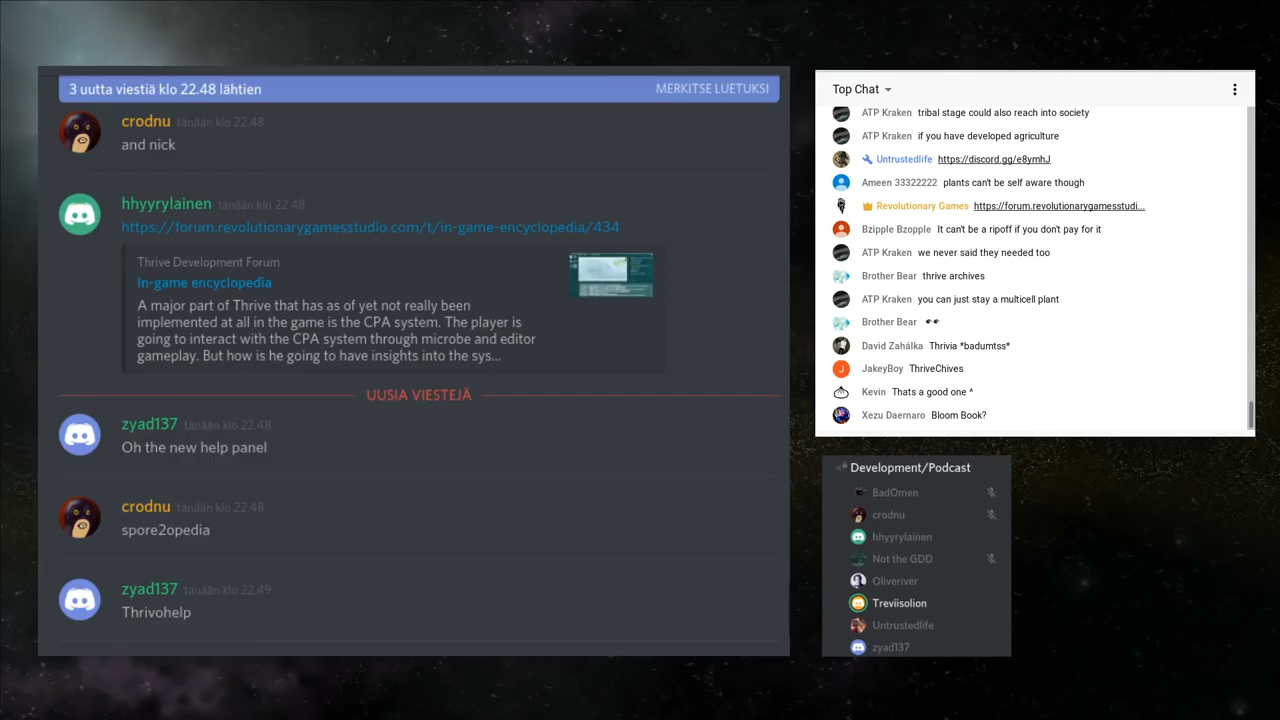 3 uutta viestiä klo 22.48 lähtien
MERKITSE LUETUKSI
crodnu tänään klo 22.48
and nick
hhyyrylainen tänään klo 22.48
https://forum.revolutionarygamesstudio.com/t/in-game-encyclopedia/434
Thrive Development Forum
In-game encyclopedia
A major part of Thrive that has as of yet not really been
implemented at all in the game is the CPA system. The player is
going to interact with the CPA system through microbe and editor
gameplay. But how is he going to have insights into the sys...
UUSIA VIESTEJÄ
zyad137 tänään klo 22.48
Oh the new help panel
crodnu tänään klo 22.48
spore2opedia
zyad137 tänään klo 22.49
Thrivohelp
Top Chat
ATP Kraken tribal stage could also reach into society
ATP Kraken if you have developed agriculture
Untrustedlife https://discord.gg/e8ymhJ
Ameen 33322222 plants can't be self aware though
Revolutionary Games https://forum.revolutionarygamesstudi...
Bzipple Bzopple It can't be a ripoff if you don't pay for it
ATP Kraken we never said they needed too
Brother Bear thrive archives
ATP Kraken you can just stay a multicell plant
Brother Bear 👀
David Zahálka Thrivia *badumtss*
J
JakeyBoy ThriveChives
Kevin Thats a good one ^
Xezu Daernaro Bloom Book?
Development/Podcast
BadOmen
crodnu
hhyyrylainen
Not the GDD
Oliveriver
Treviisolion
Untrustedlife
zyad137